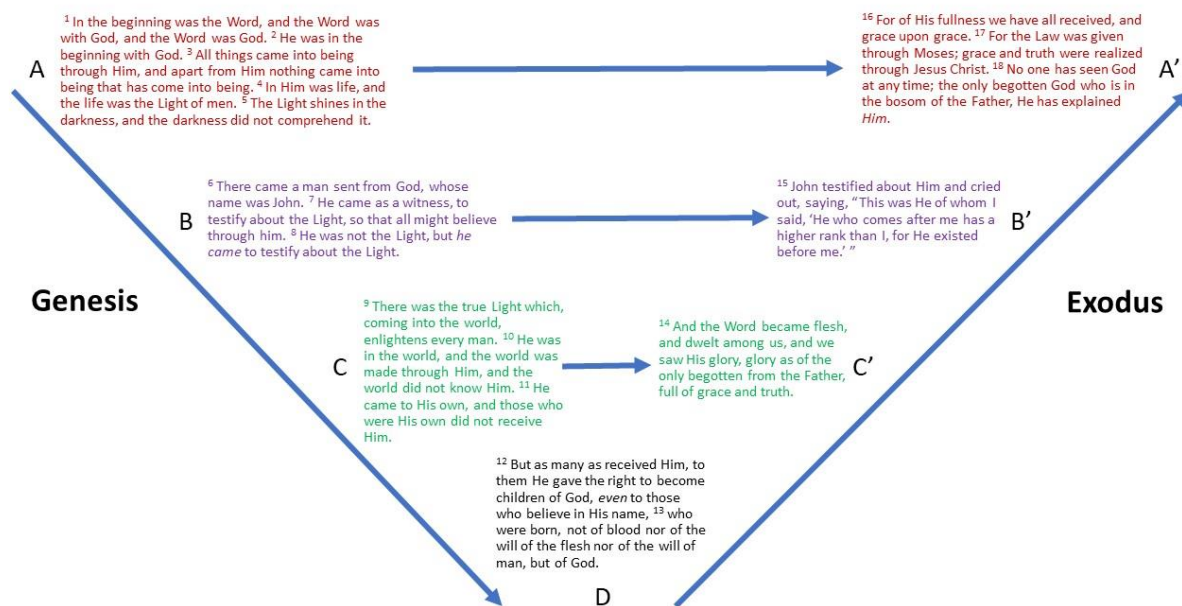 A
¹ In the beginning was the Word, and the Word was
with God, and the Word was God. ² He was in the
beginning with God. ³ All things came into being
through Him, and apart from Him nothing came into
being that has come into being. ⁴ In Him was life, and
the life was the Light of men. ⁵ The Light shines in the
darkness, and the darkness did not comprehend it.
¹⁶ For of His fullness we have all received, and
grace upon grace. ¹⁷ For the Law was given
through Moses; grace and truth were realized
through Jesus Christ. ¹⁸ No one has seen God
at any time; the only begotten God who is in
the bosom of the Father, He has explained
Him.
A’
B
⁶ There came a man sent from God, whose
name was John. ⁷ He came as a witness, to
testify about the Light, so that all might believe
through him. ⁸ He was not the Light, but he
came to testify about the Light.
¹⁵ John testified about Him and cried
out, saying, “This was He of whom I
said, ‘He who comes after me has a
higher rank than I, for He existed
before me.’ ”
B’
Genesis
Exodus
C
⁹ There was the true Light which,
coming into the world,
enlightens every man. ¹⁰ He was
in the world, and the world was
made through Him, and the
world did not know Him. ¹¹ He
came to His own, and those who
were His own did not receive
Him.
¹⁴ And the Word became flesh,
and dwelt among us, and we
saw His glory, glory as of the
only begotten from the Father,
full of grace and truth.
C’
¹² But as many as received Him, to
them He gave the right to become
children of God, even to those
who believe in His name, ¹³ who
were born, not of blood nor of the
will of the flesh nor of the will of
man, but of God.
D